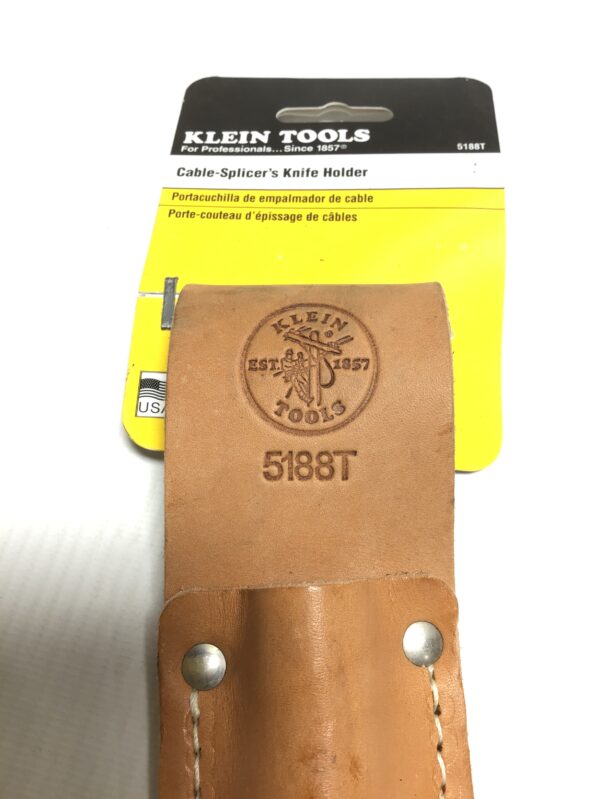 KLEIN TOOLS
For Professionals...Since 1857®
5188T
Cable-Splicer's Knife Holder
Portacuchilla de empalmador de cable
Porte-couteau d'épissage de câbles
KLEIN
EST. 1857
TOOLS
5188T
USA